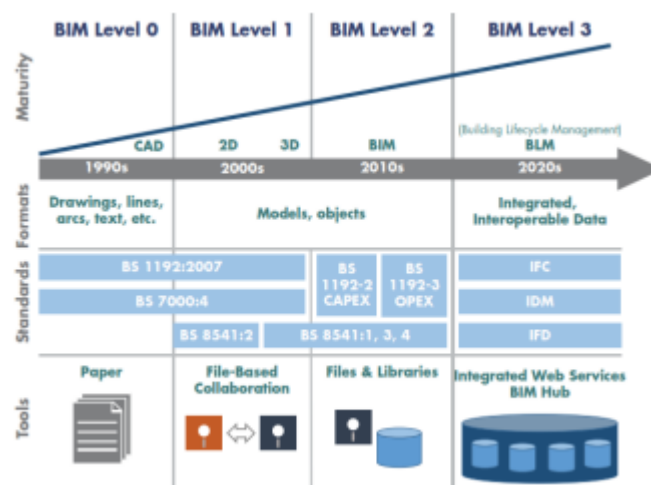 BIM Level 0 BIM Level 1 BIM Level 2 BIM Level 3
Maturity
(Building Lifecycle Management)
CAD 2D 3D BIM BLM
1990s 2000s 2010s 2020s
Formats
Drawings, lines,
arcs, text, etc.
Models, objects
Integrated,
Interoperable Data
Standards
BS 1192:2007
BS 7000:4
BS 8541:2
BS 8541:1, 3, 4
BS
1192-2
CAPEX
BS
1192-3
OPEX
IFC
IDM
IFD
Tools
Paper
File-Based
Collaboration
Files & Libraries
Integrated Web Services
BIM Hub